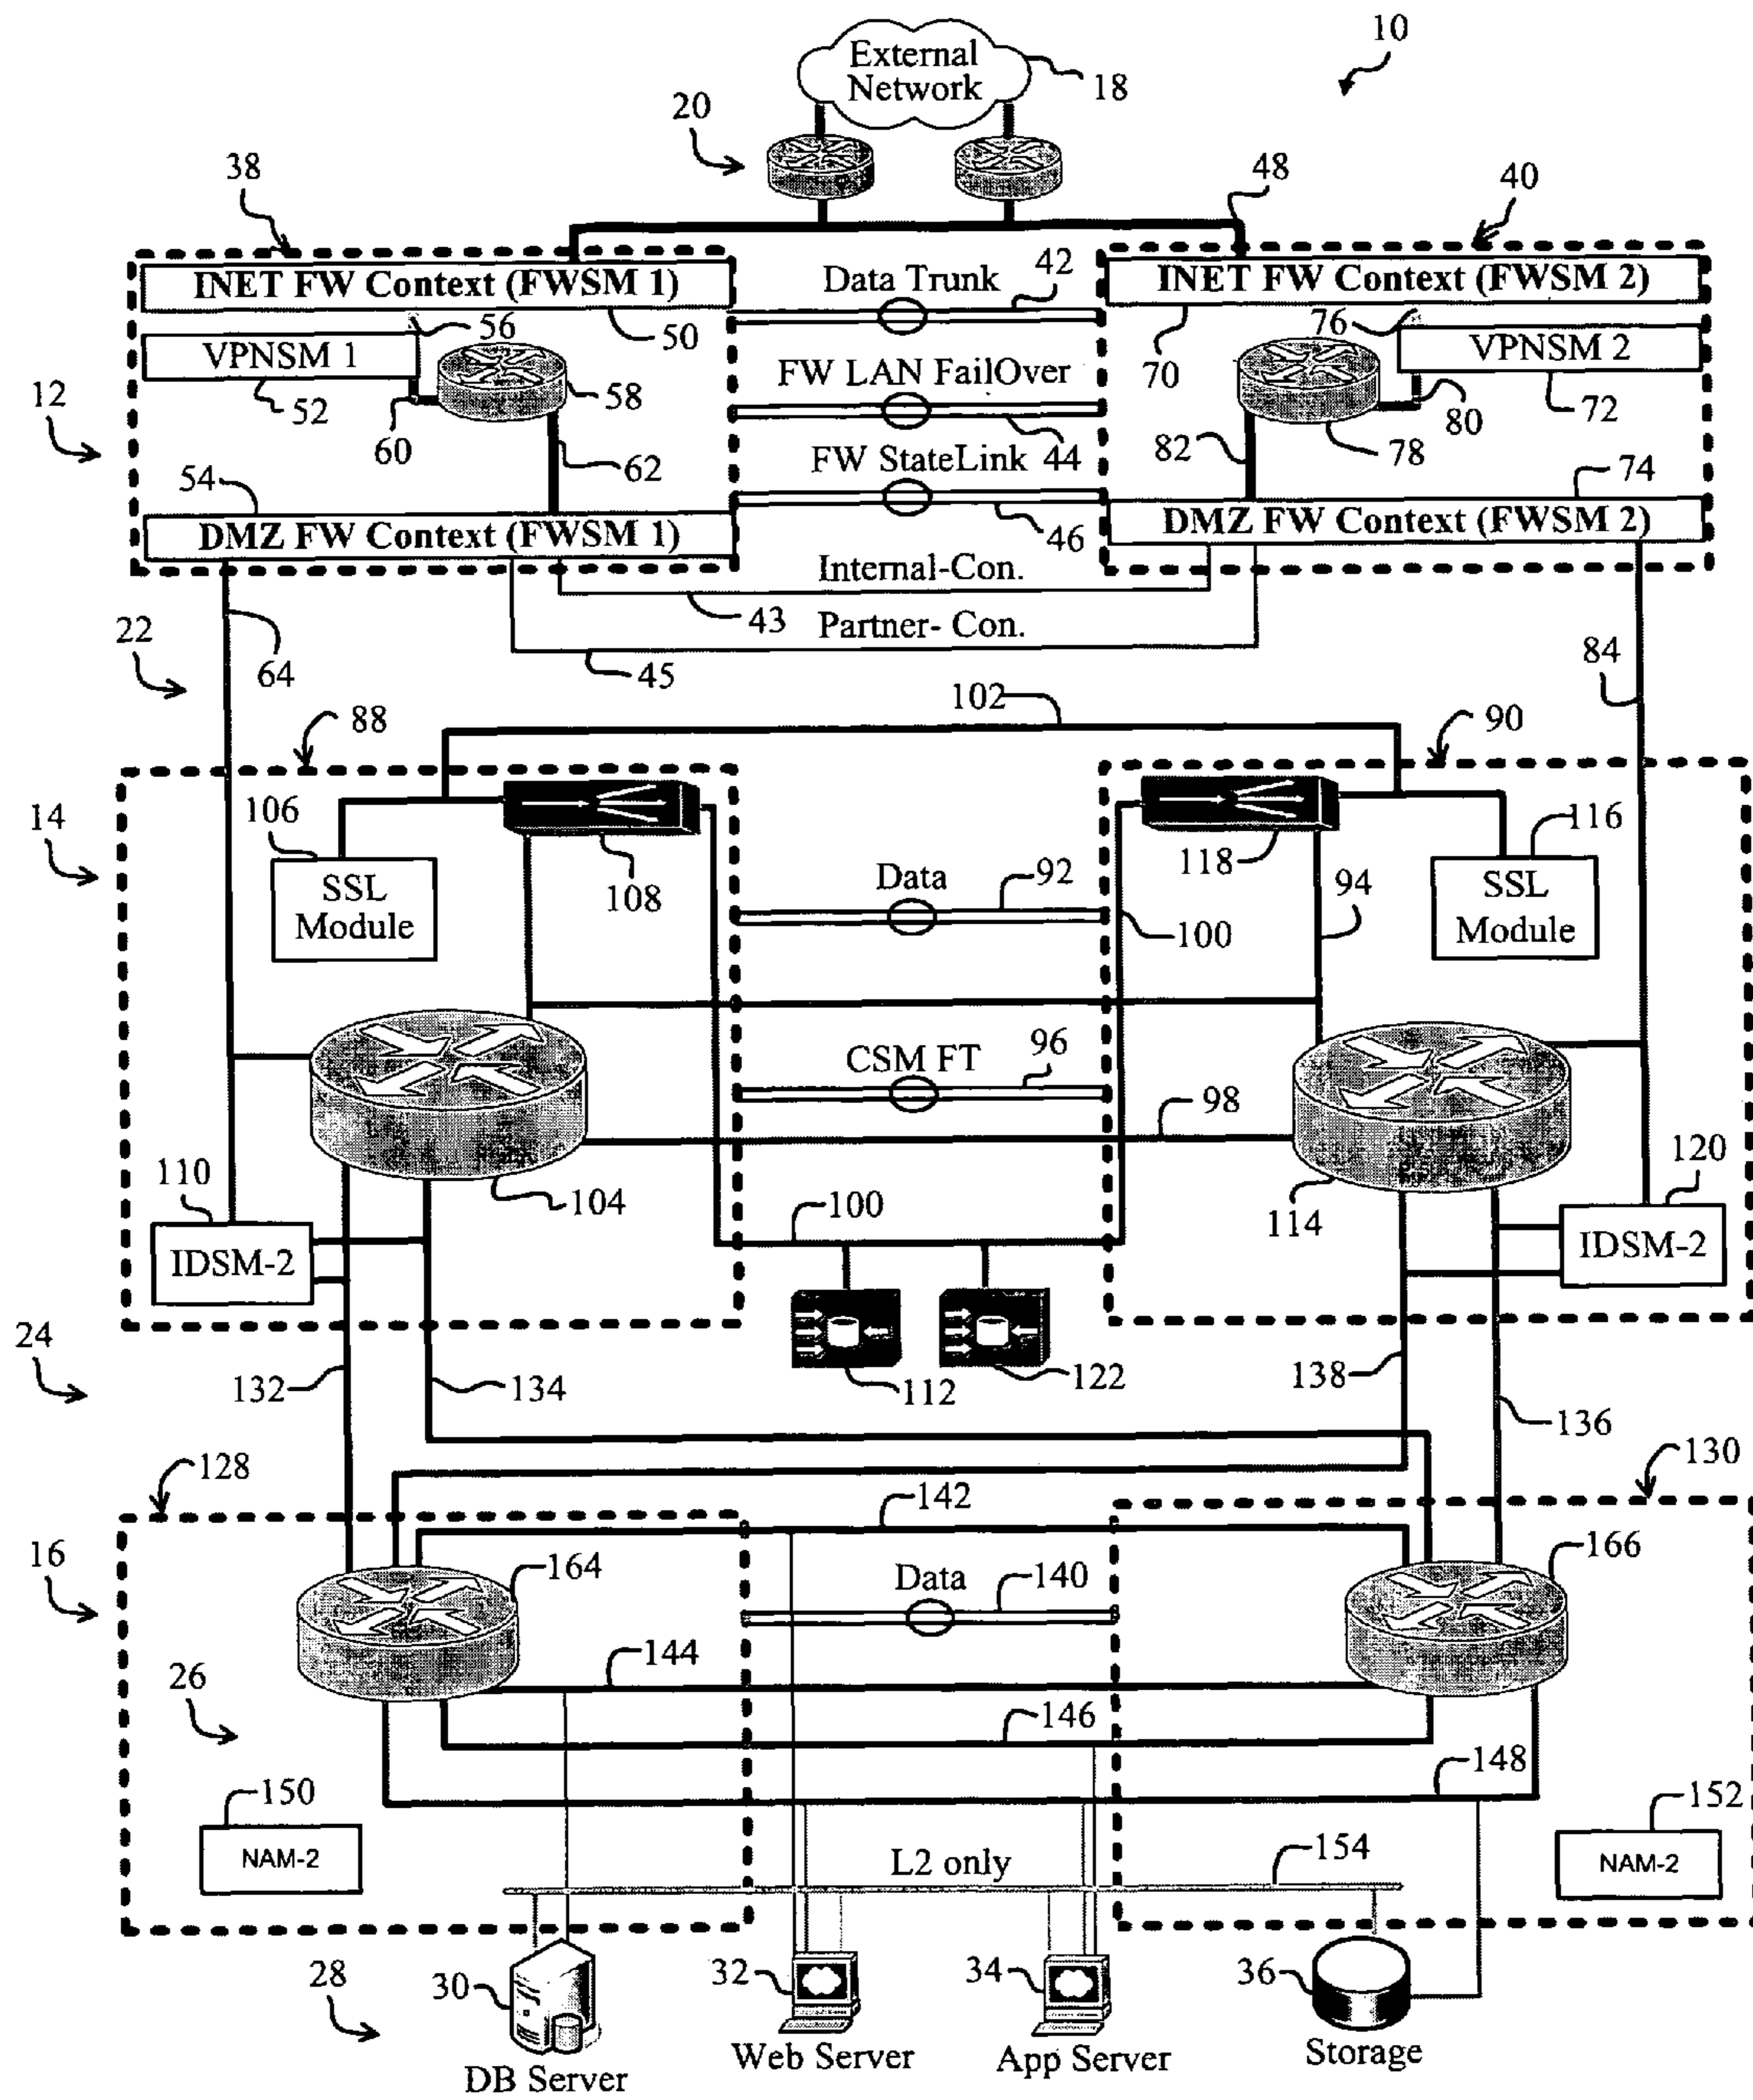 10
External
Network
18
20
38
48
40
INET FW Context (FWSM 1)
Data Trunk
42
INET FW Context (FWSM 2)
56
50
76
VPNSM 1
VPNSM 2
FW LAN FailOver
58
70
12
52
80
72
60
62
FW StateLink
44
82
78
54
74
DMZ FW Context (FWSM 1)
46
DMZ FW Context (FWSM 2)
Internal-Con.
43
22
Partner- Con.
64
45
84
102
88
90
14
106
116
108
118
SSL
Module
Data
92
94
SSL
Module
100
CSM FT
96
98
110
104
100
114
120
IDSM-2
IDSM-2
24
132
134
112
122
138
136
128
130
142
16
164
Data
140
166
144
26
146
148
150
152
NAM-2
L2 only
154
NAM-2
28
30
32
34
36
DB Server
Web Server
App Server
Storage